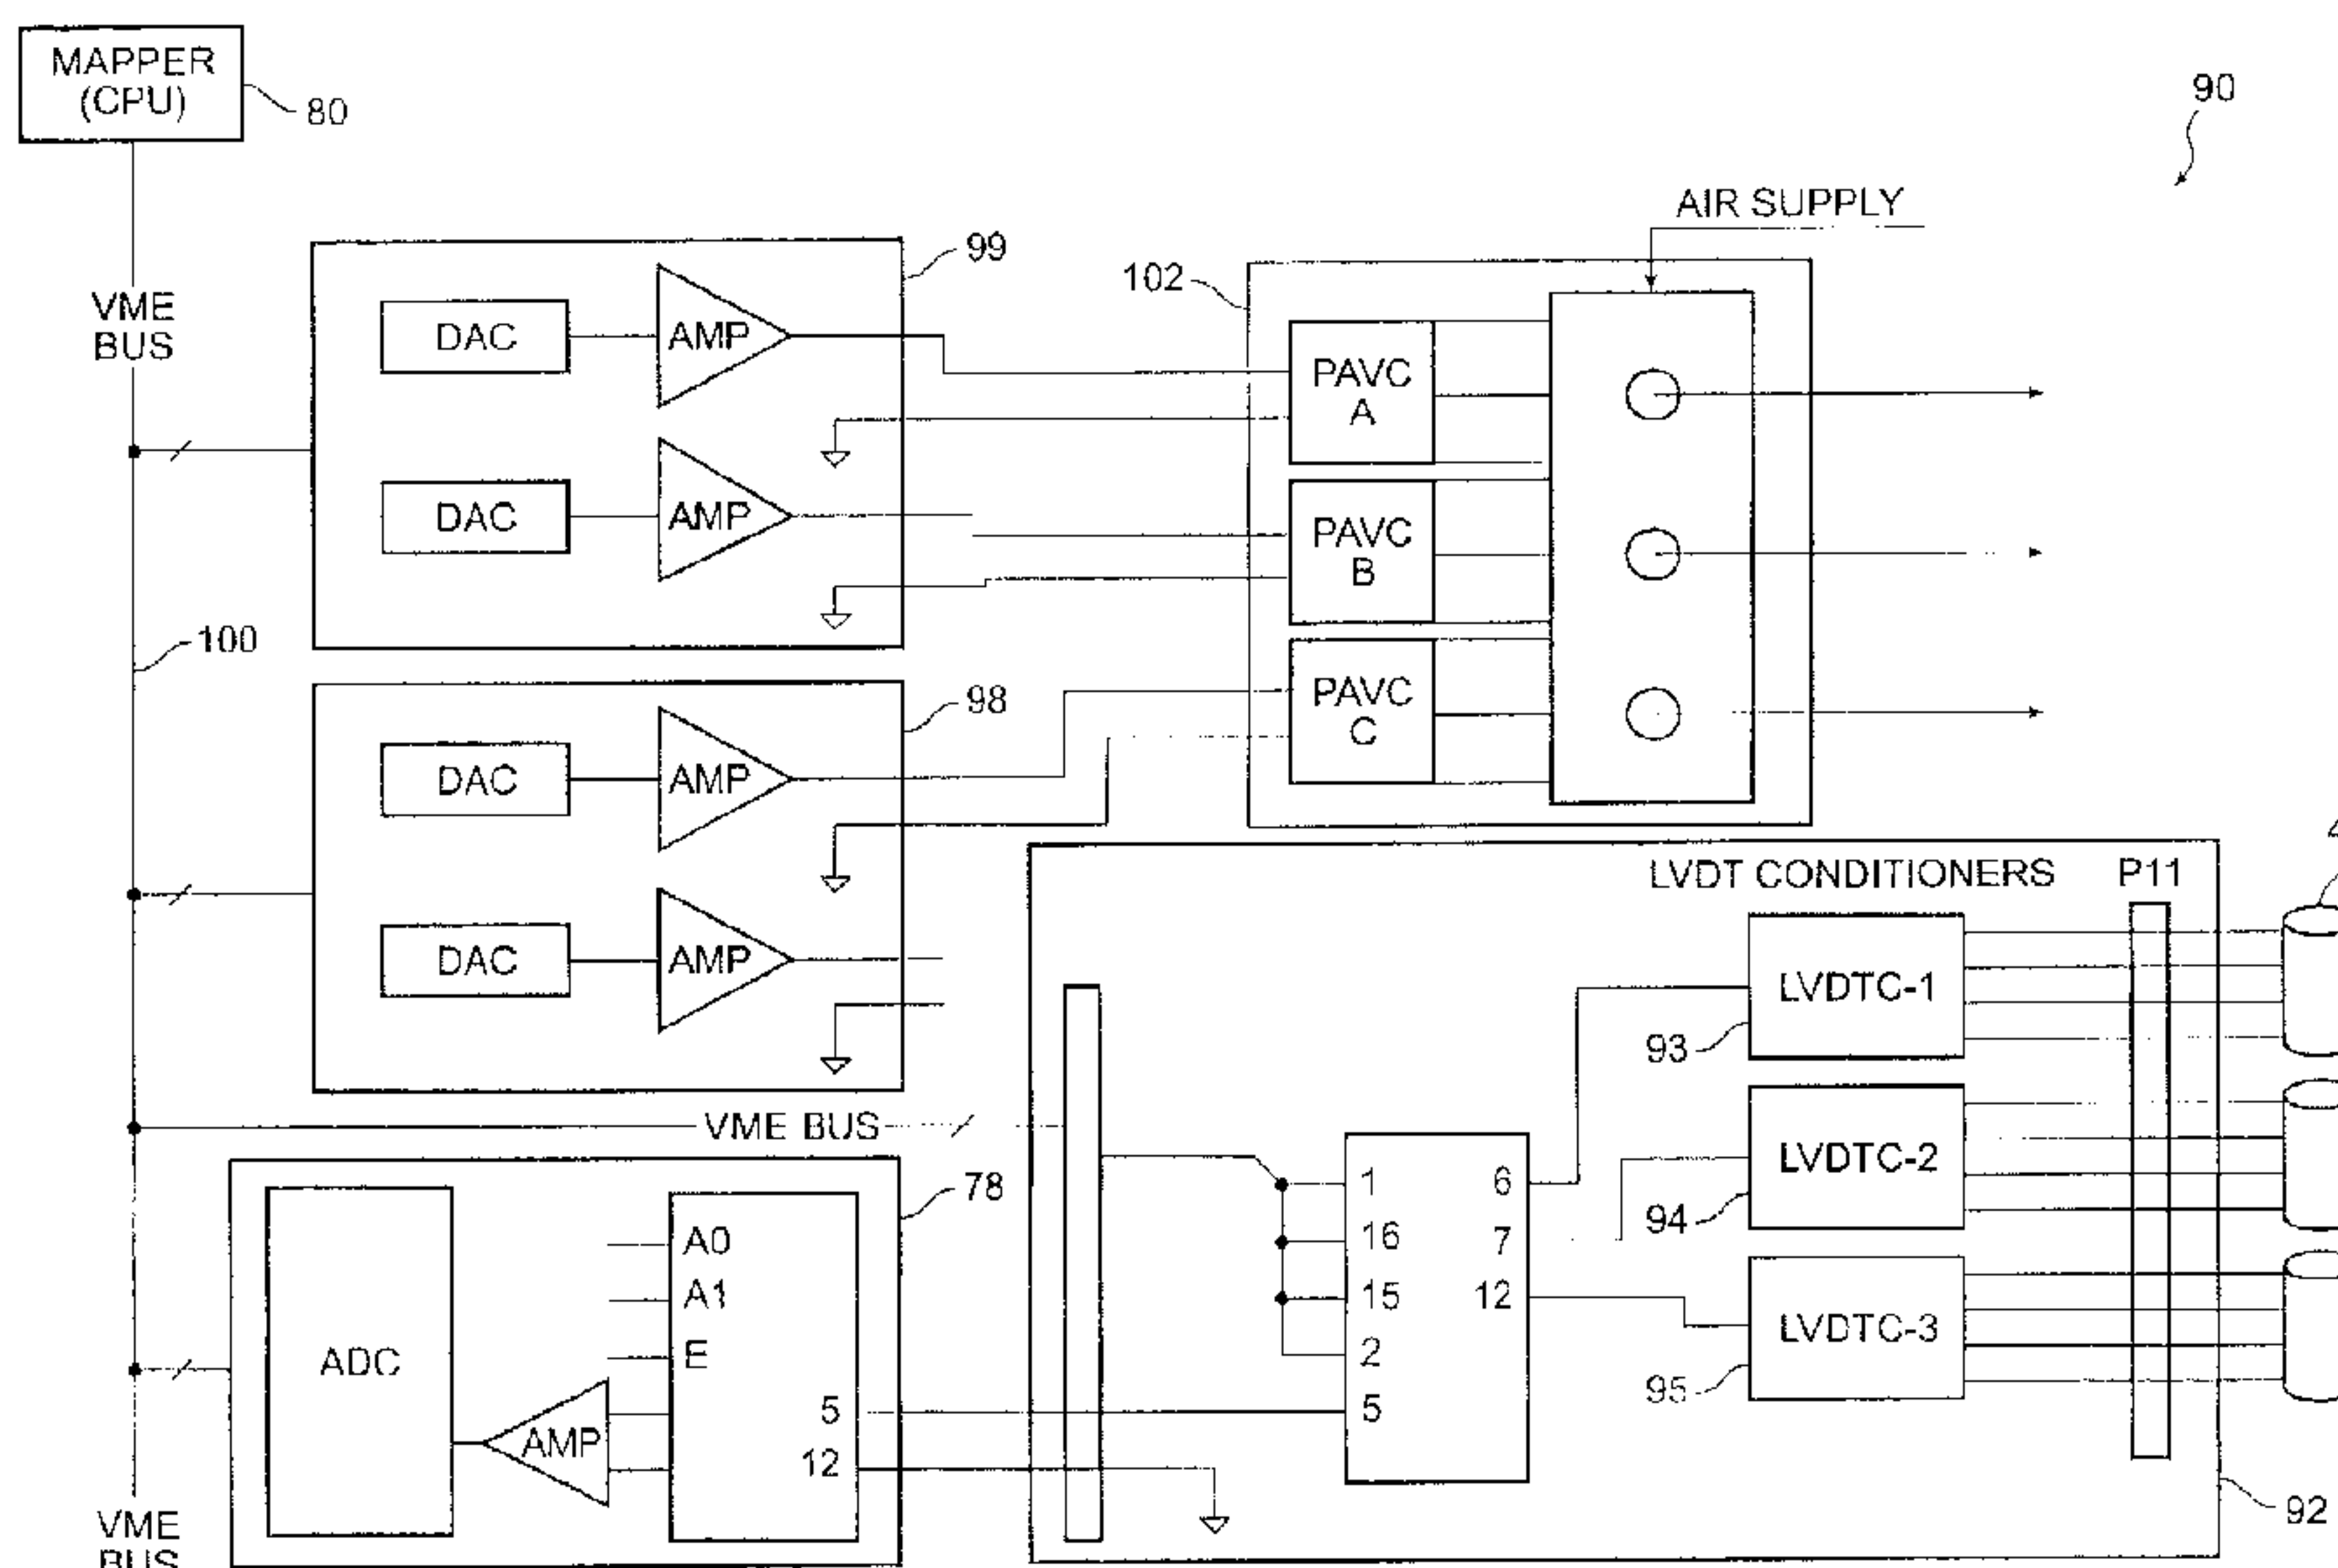 MAPPER
(CPU)
80
90
AIR SUPPLY
VME
BUS
99
102
DAC
AMP
PAVC
A
DAC
AMP
PAVC
B
100
98
PAVC
C
DAC
AMP
LVDT CONDITIONERS
P11
DAC
AMP
LVDTC-1
93
VME BUS
LVDTC-2
94
78
1
6
16
7
15
12
2
5
LVDTC-3
95
A0
A1
E
ADC
AMP
5
12
92
VME
BUS